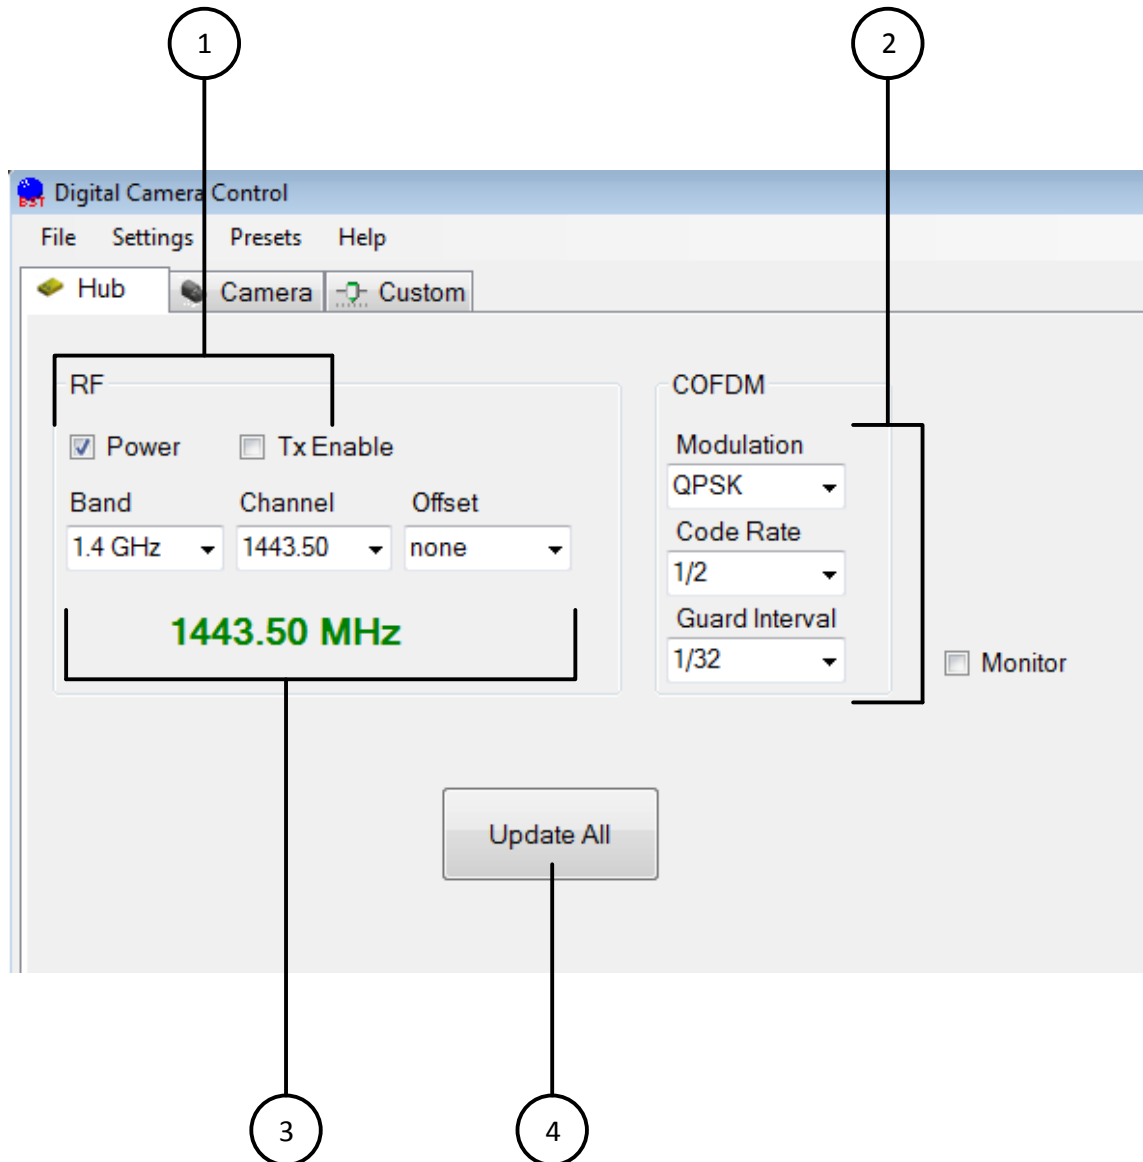 1 2
BST Digital Camera Control
File Settings Presets Help
Hub Camera Custom
RF COFDM
Power Tx Enable Modulation
QPSK
Band Channel Offset
Code Rate
1.4 GHz 1443.50 none
1/2
Guard Interval
1443.50 MHz
1/32 Monitor
Update All
3 4